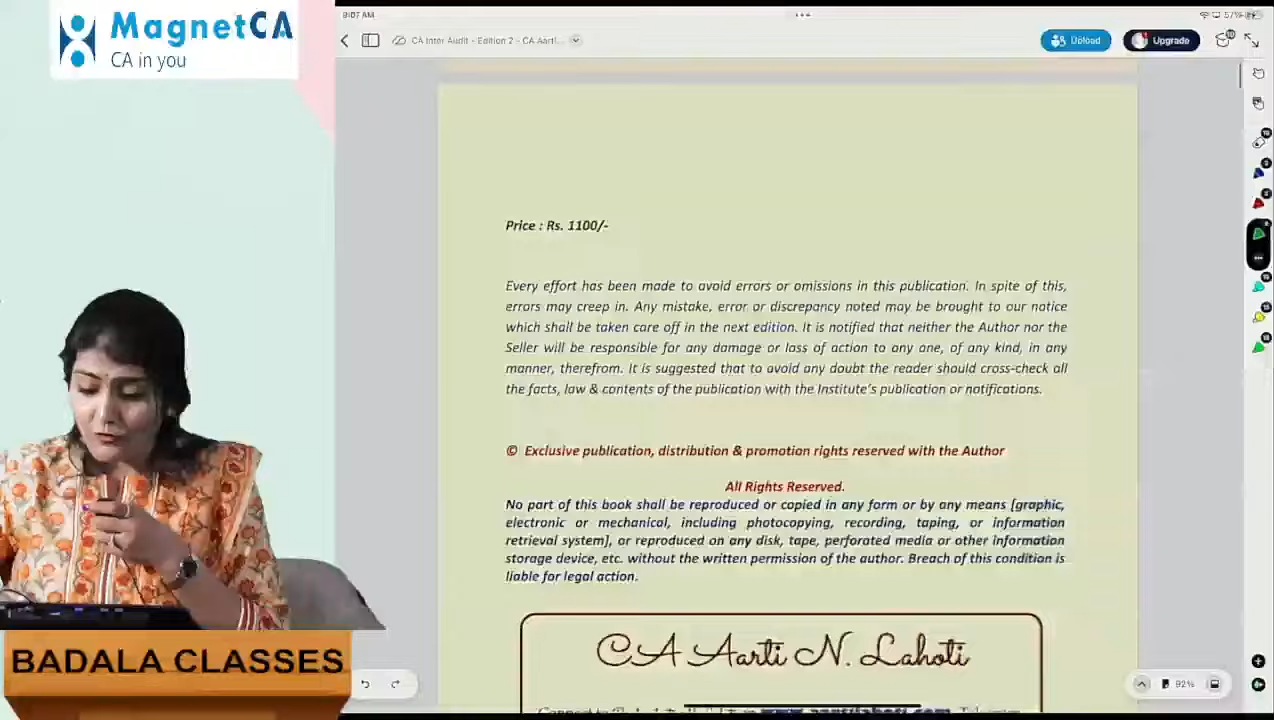 MagnetCA
CA in you
9:07 AM
57%
CA Inter Audit - Edition 2 - CA Aarti...
Upgrade
Price : Rs. 1100/-
Every effort has been made to avoid errors or omissions in this publication. In spite of this,
errors may creep in. Any mistake, error or discrepancy noted may be brought to our notice
which shall be taken care off in the next edition. It is notified that neither the Author nor the
Seller will be responsible for any damage or loss of action to any one, of any kind, in any
manner, therefrom. It is suggested that to avoid any doubt the reader should cross-check all
the facts, law & contents of the publication with the Institute's publication or notifications.
© Exclusive publication, distribution & promotion rights reserved with the Author
All Rights Reserved.
No part of this book shall be reproduced or copied in any form or by any means [graphic,
electronic or mechanical, including photocopying, recording, taping, or information
retrieval system], or reproduced on any disk, tape, perforated media or other information
storage device, etc. without the written permission of the author. Breach of this condition is
liable for legal action.
CA Aarti N. Lahoti
BADALA CLASSES
92%